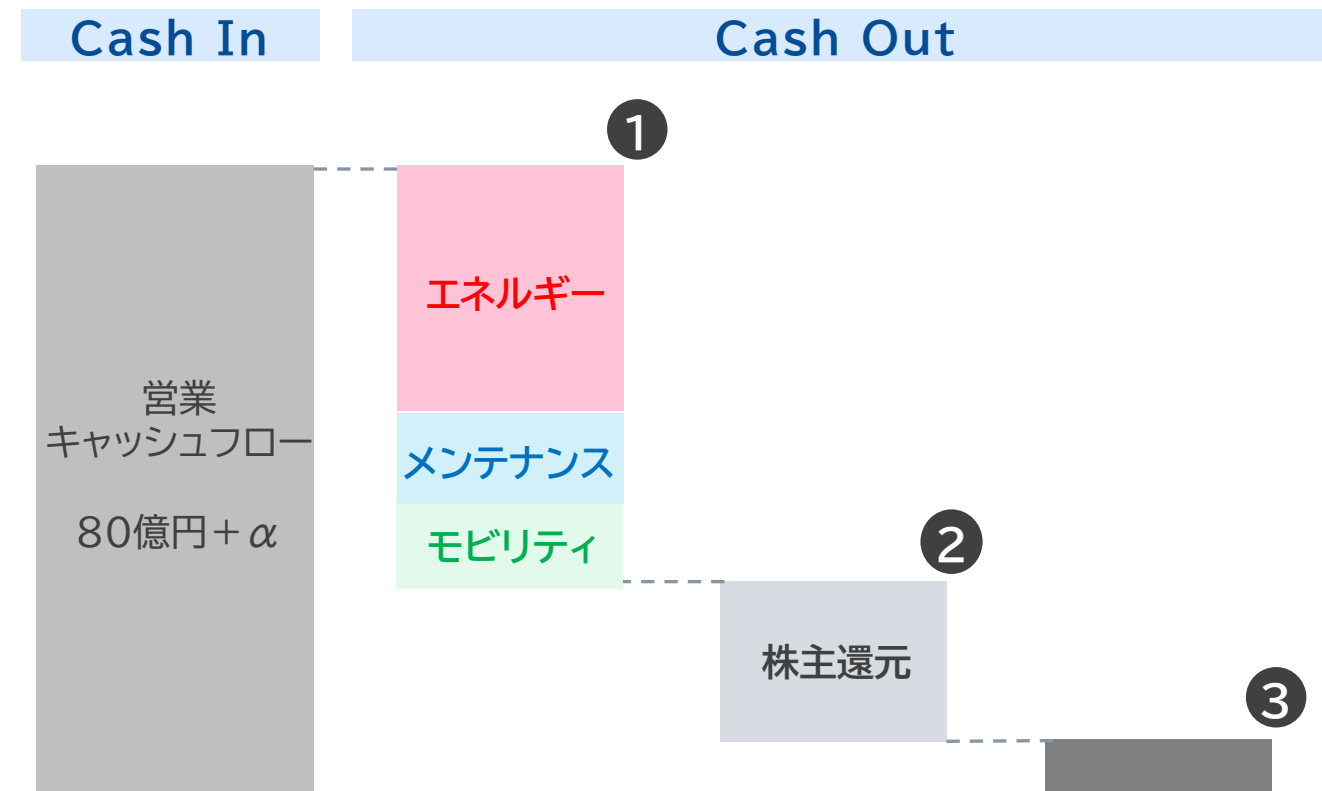 Cash In
Cash Out
1
エネルギー
営業
キャッシュフロー
メンテナンス
80億円+α
モビリティ
2
株主還元
3